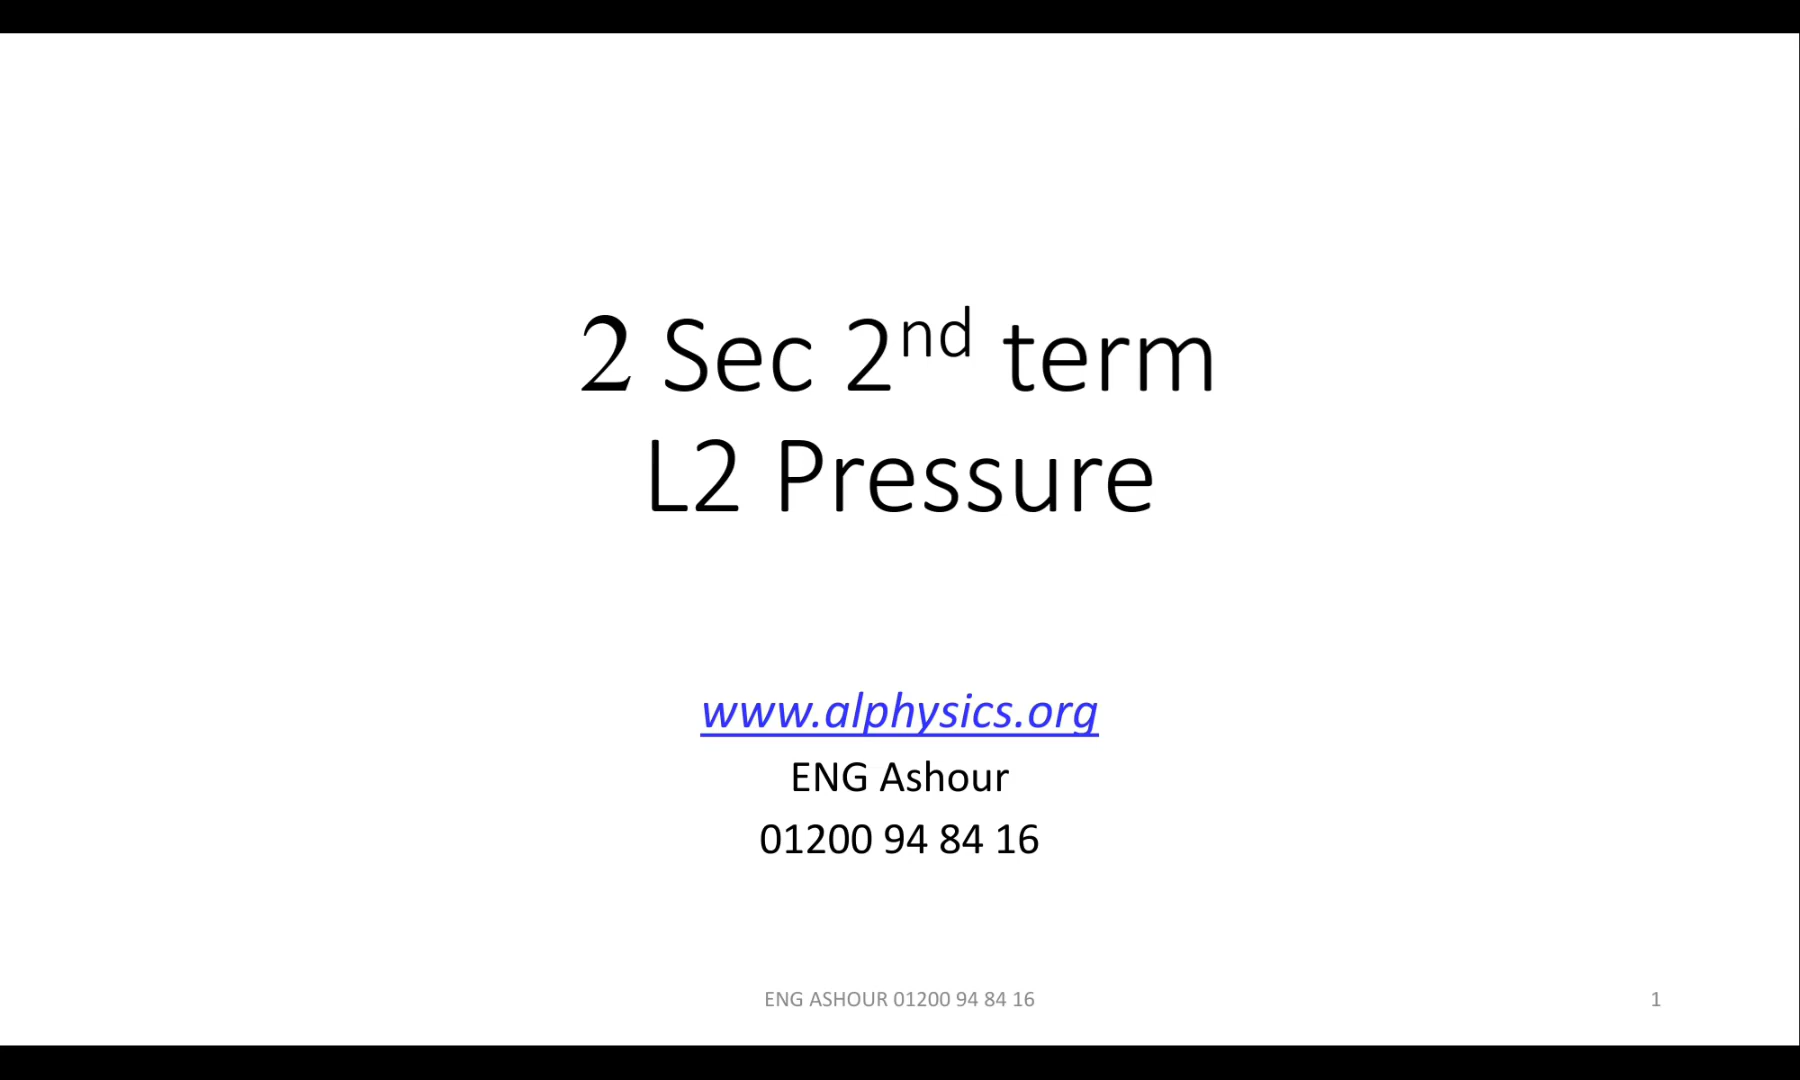 2 Sec 2nd term
L2 Pressure
www.alphysics.org
ENG Ashour
01200 94 84 16
ENG ASHOUR 01200 94 84 16
1